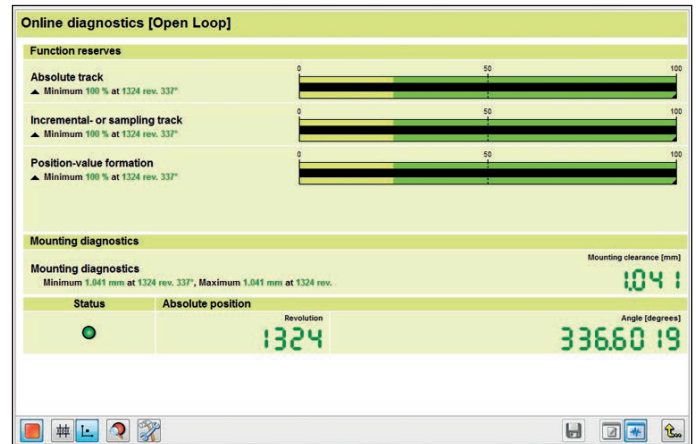 Online diagnostics [Open Loop]
Function reserves
Absolute track
Minimum 100 % at 1324 rev. 337°
0 50 100
Incremental- or sampling track
Minimum 100 % at 1324 rev. 337°
0 50 100
Position-value formation
Minimum 100 % at 1324 rev. 337°
0 50 100
Mounting diagnostics
Mounting clearance [mm]
Mounting diagnostics
Minimum 1.041 mm at 1324 rev. 337°, Maximum 1.041 mm at 1324 rev.
1.041
Status Absolute position
Revolution Angle [degrees]
1324 336.6019